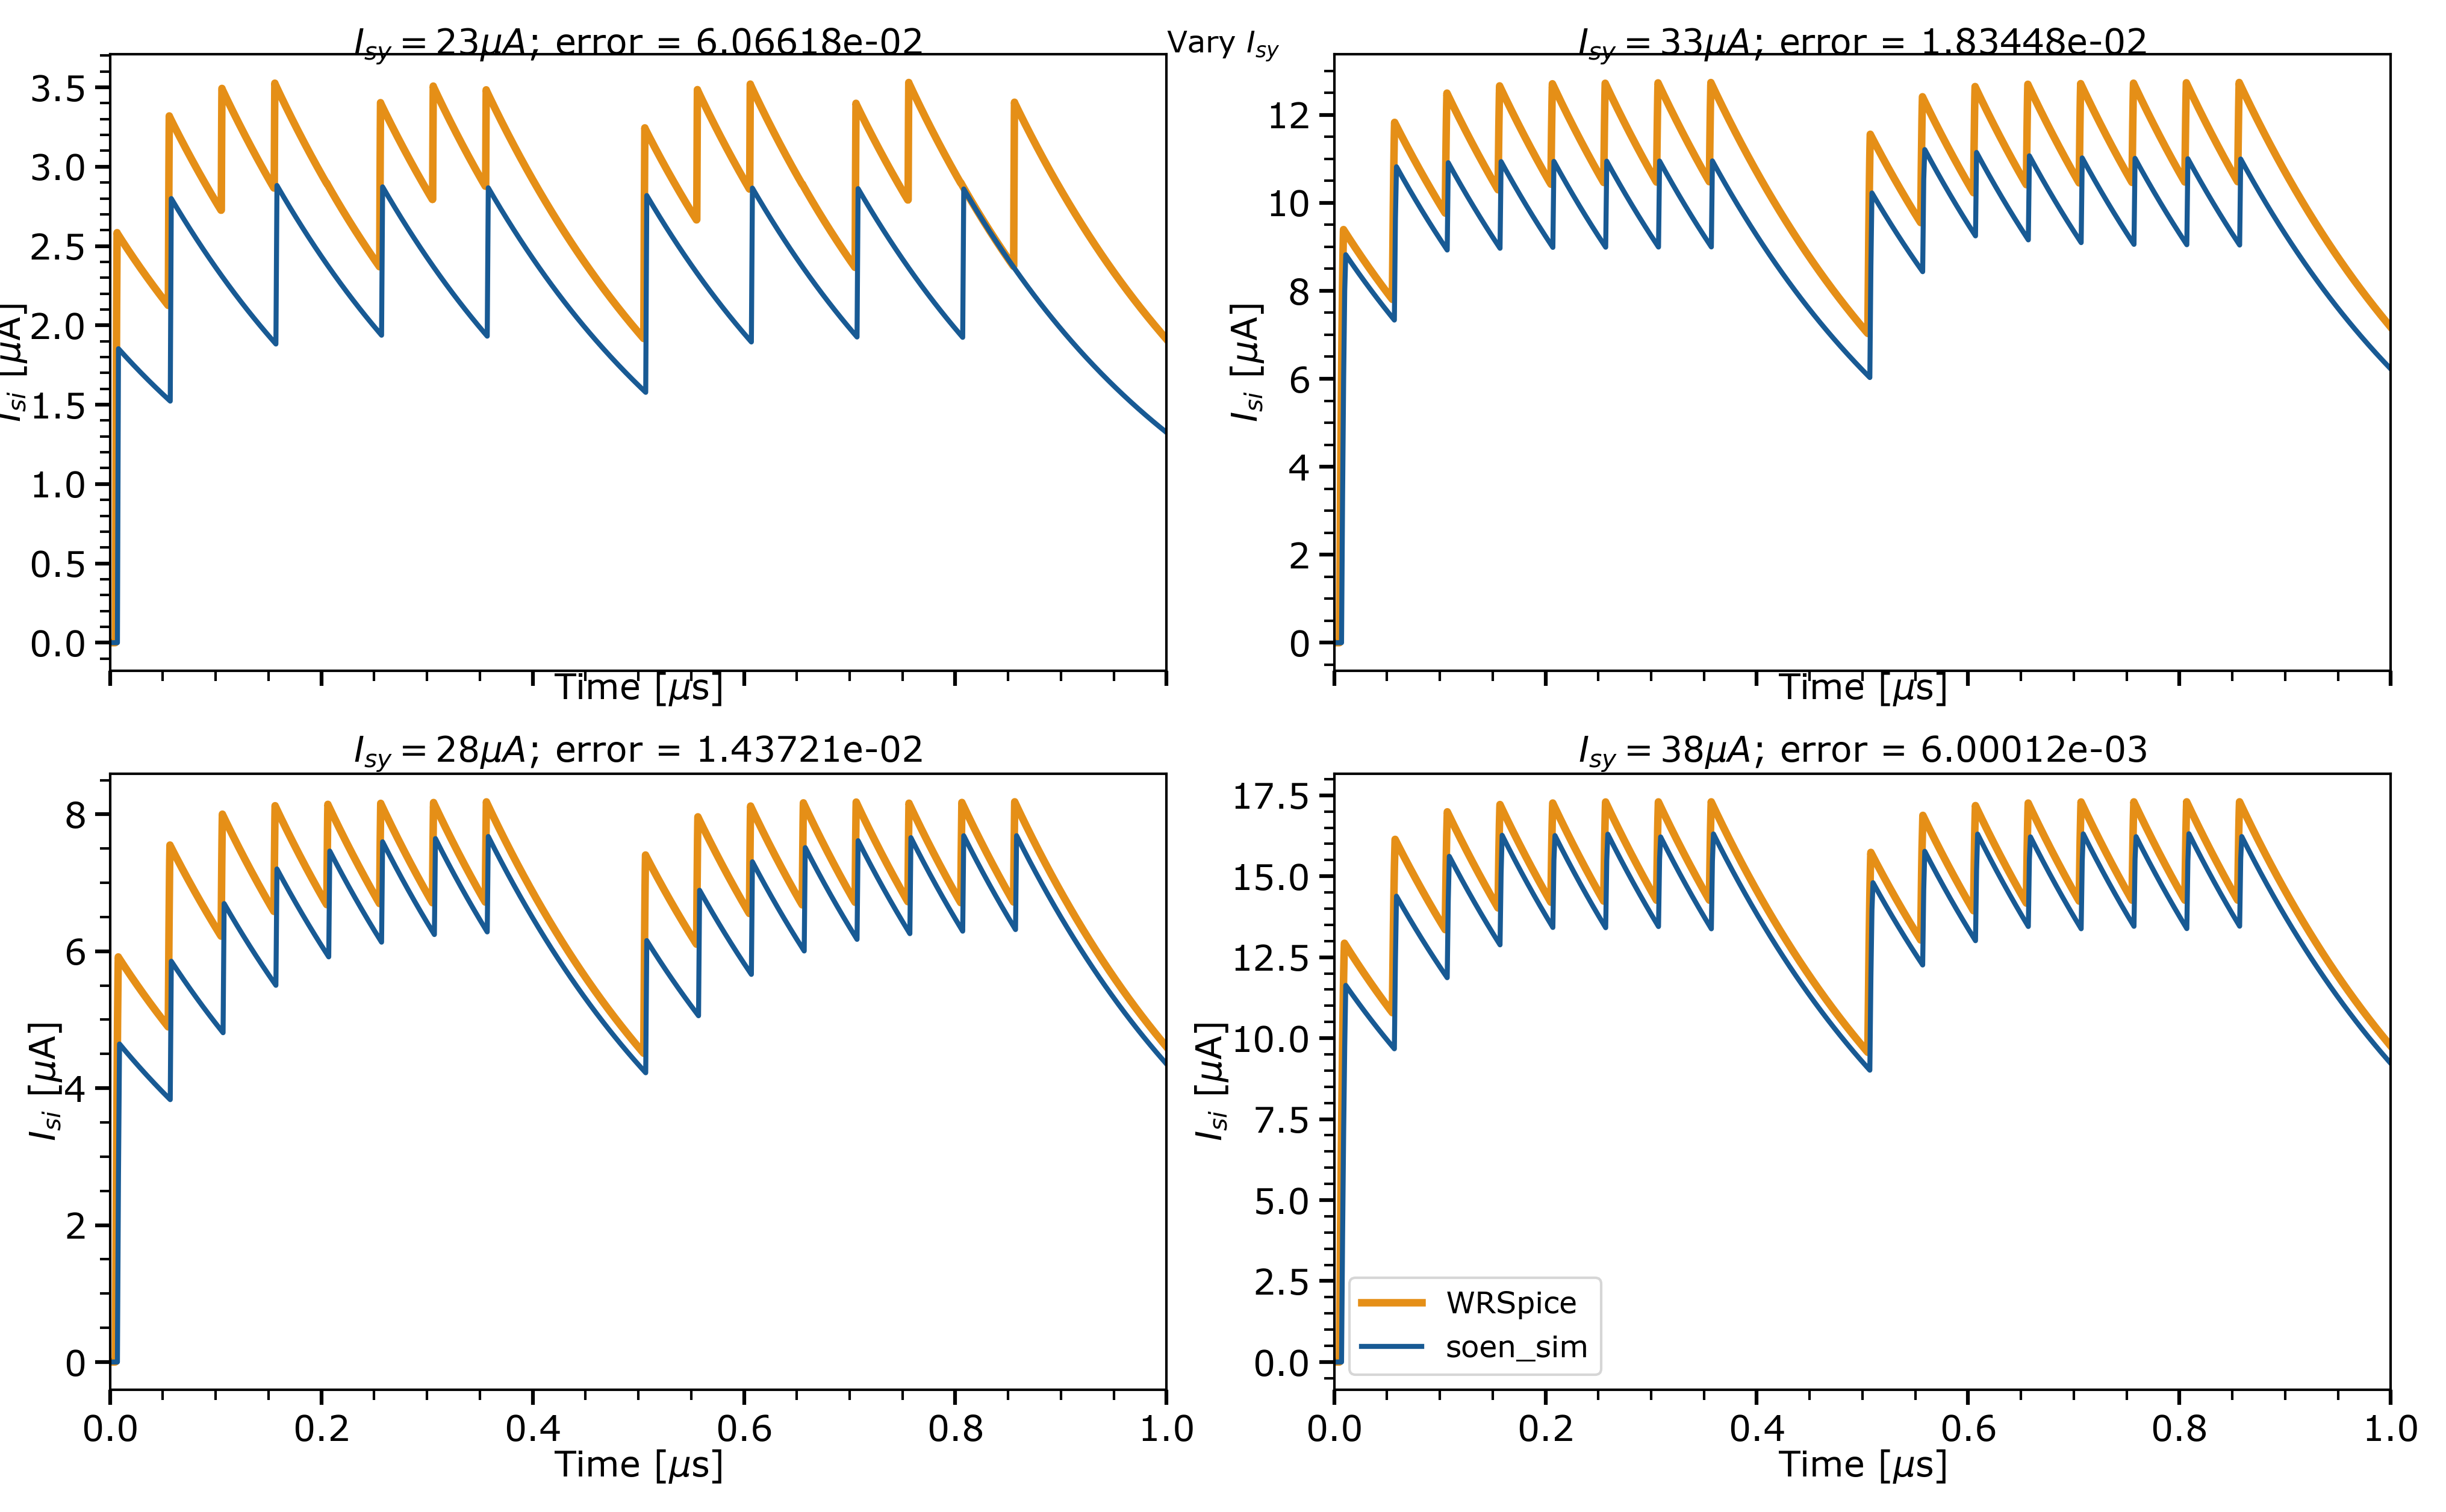 Vary I_sy
I_sy = 23μA; error = 6.06618e-02
3.5
3.0
2.5
2.0
1.5
1.0
0.5
0.0
I_si [μA]
Time [μs]
I_sy = 33μA; error = 1.83448e-02
12
10
8
6
4
2
0
I_si [μA]
Time [μs]
I_sy = 28μA; error = 1.43721e-02
8
6
4
2
0
I_si [μA]
0.0 0.2 0.4 0.6 0.8 1.0
Time [μs]
I_sy = 38μA; error = 6.00012e-03
17.5
15.0
12.5
10.0
7.5
5.0
2.5
0.0
I_si [μA]
WRSpice
soen_sim
0.0 0.2 0.4 0.6 0.8 1.0
Time [μs]